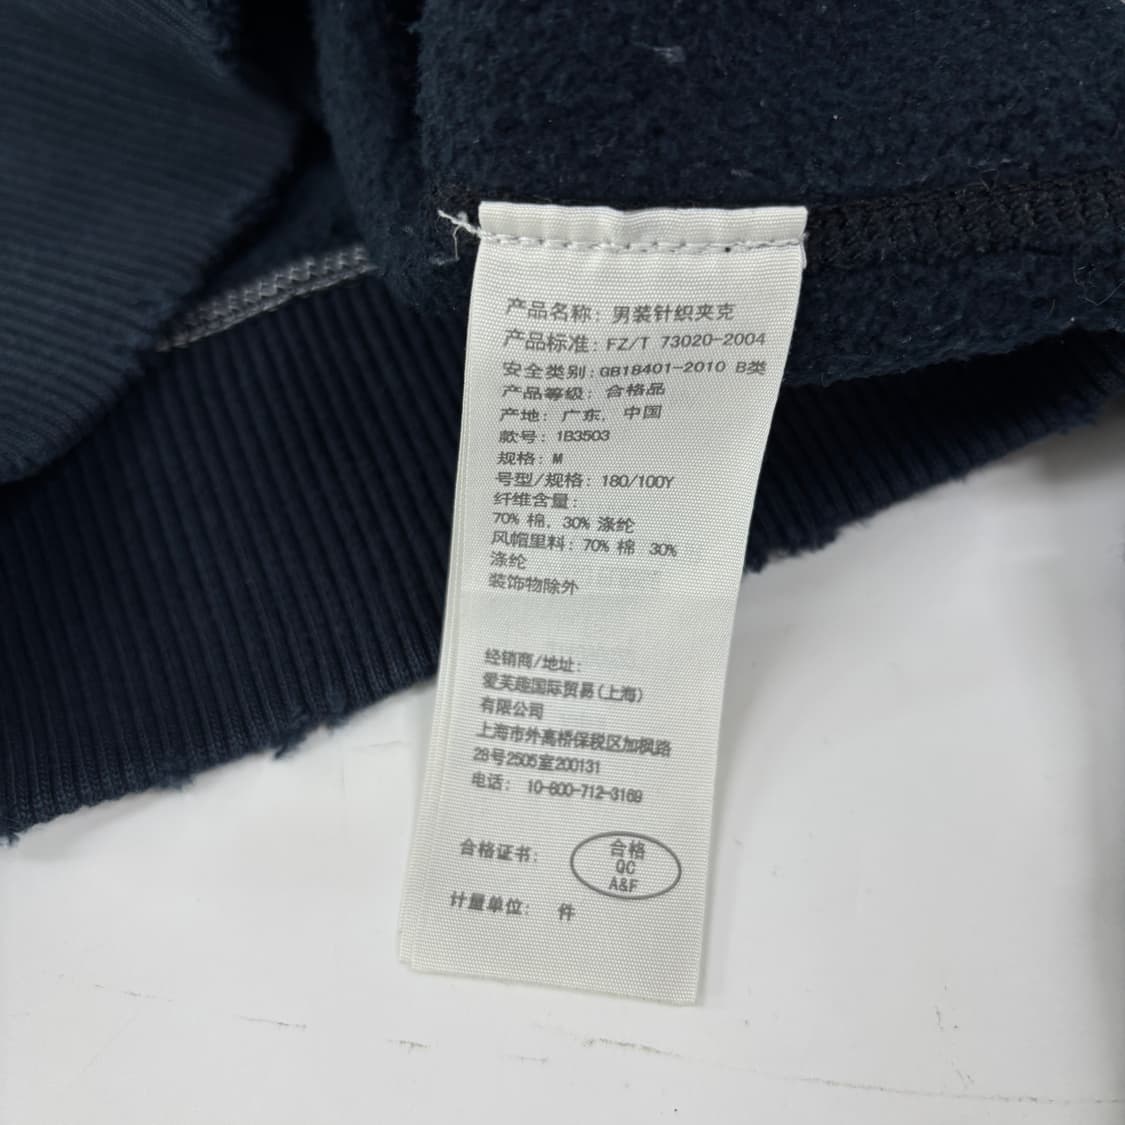 产品名称: 男装针织夹克
产品标准: FZ/T 73020-2004
安全类别: GB18401-2010 B类
产品等级: 合格品
产地: 广东, 中国
款号: 1B3503
规格: M
号型/规格: 180/100Y
纤维含量:
70% 棉, 30% 涤纶
风帽里料: 70% 棉 30%
涤纶
装饰物除外
经销商/地址:
爱芙趣国际贸易(上海)
有限公司
上海市外高桥保税区加枫路
28号2505室200131
电话: 10-800-712-3169
合格证书:
合格
QC
A&F
计量单位: 件